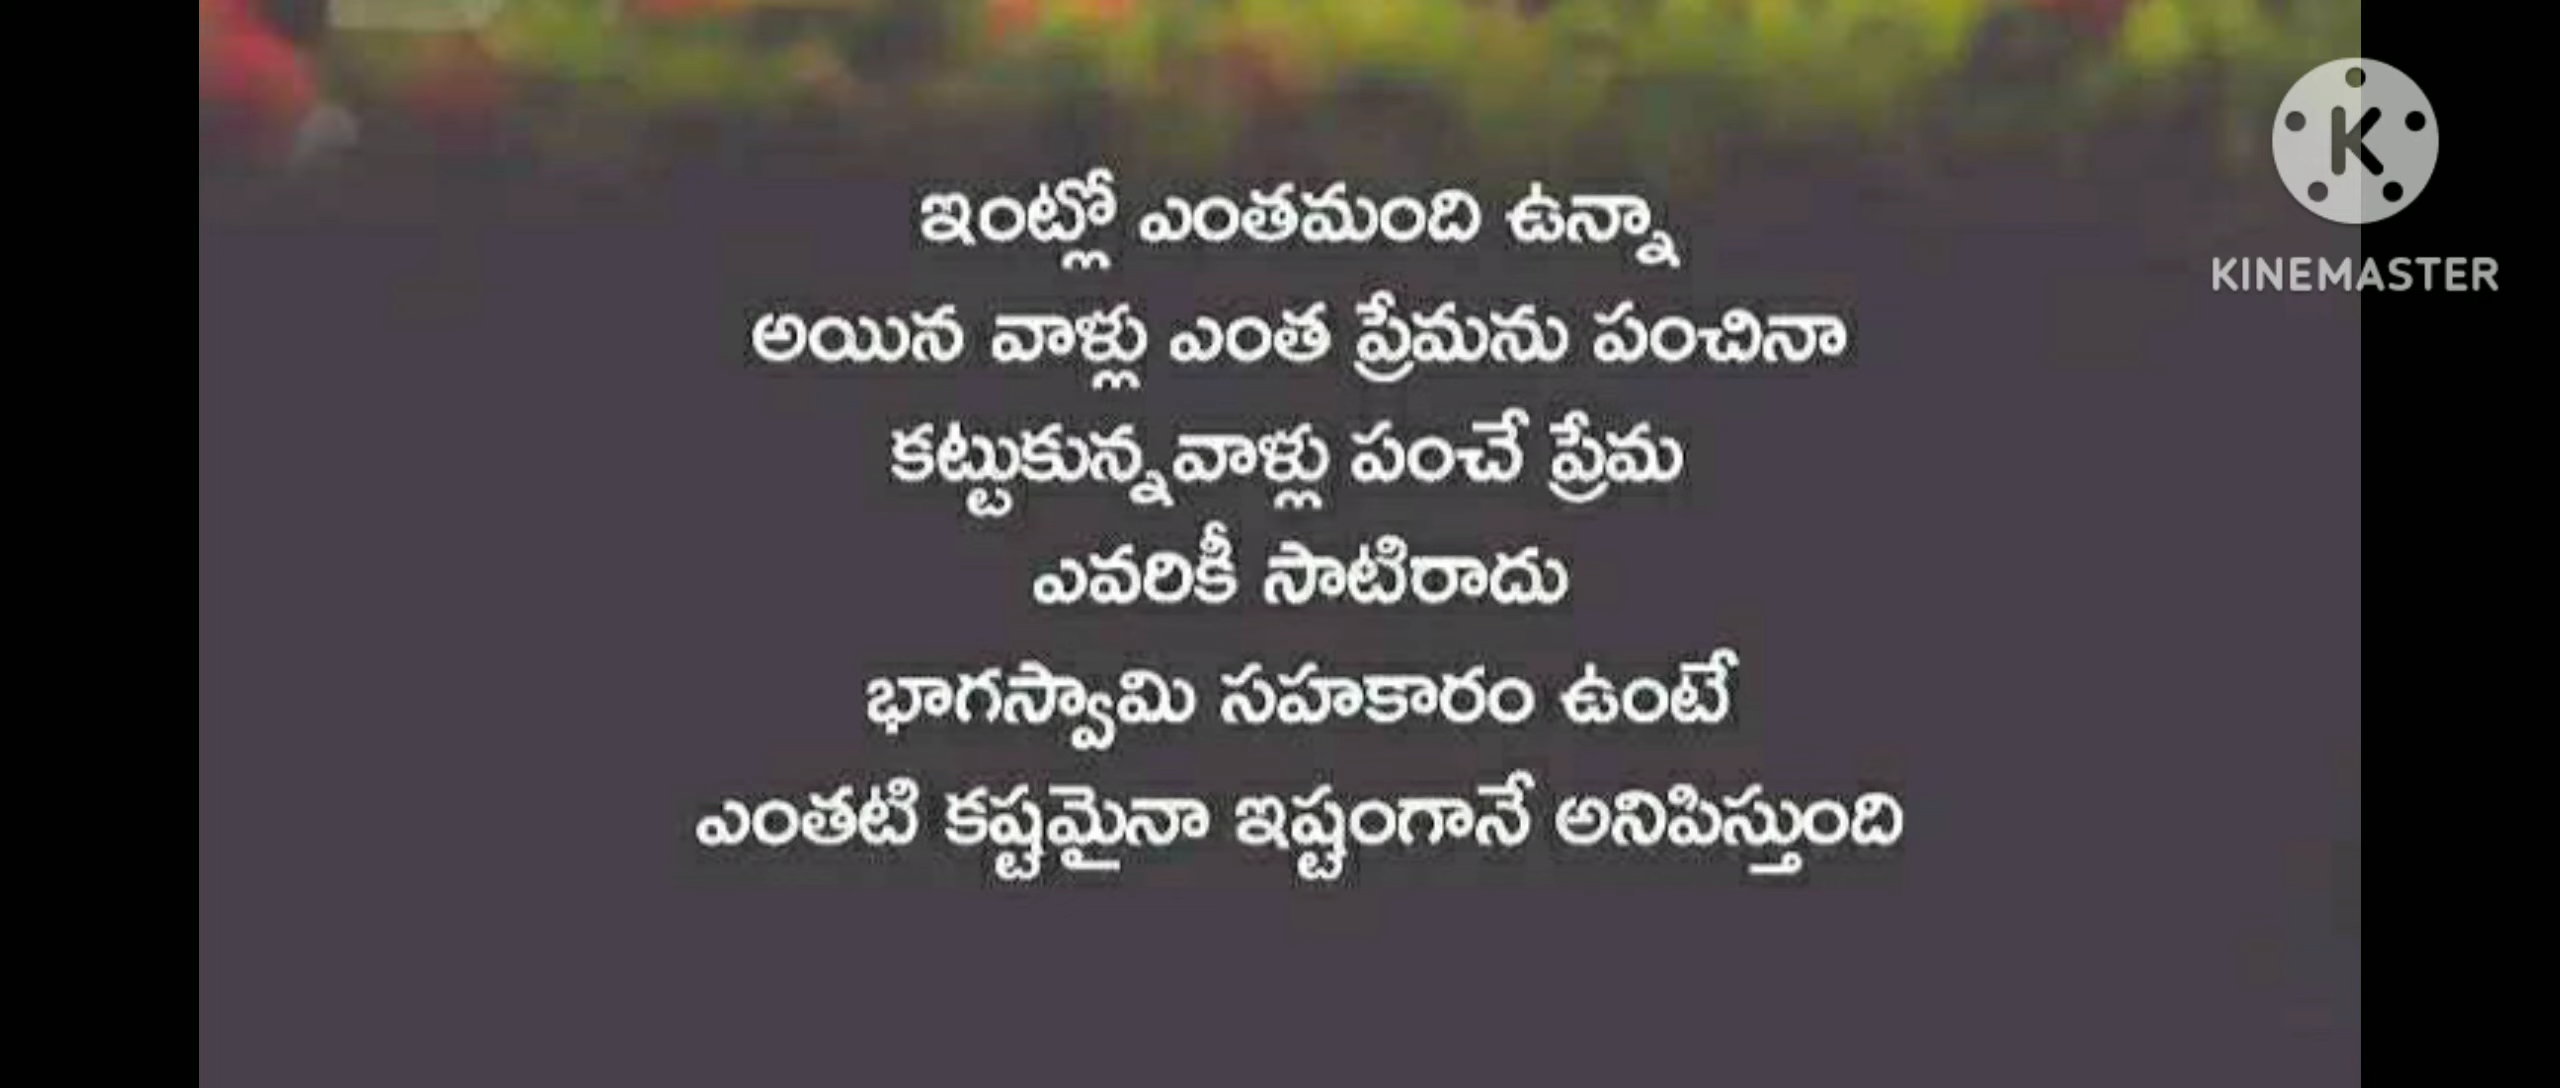 ఇంట్లో ఎంతమంది ఉన్నా
అయిన వాళ్లు ఎంత ప్రేమను పంచినా
కట్టుకున్నవాళ్లు పంచే ప్రేమ
ఎవరికీ సాటిరాదు
భాగస్వామి సహకారం ఉంటే
ఎంతటి కష్టమైనా ఇష్టంగానే అనిపిస్తుంది
K
KINEMASTER